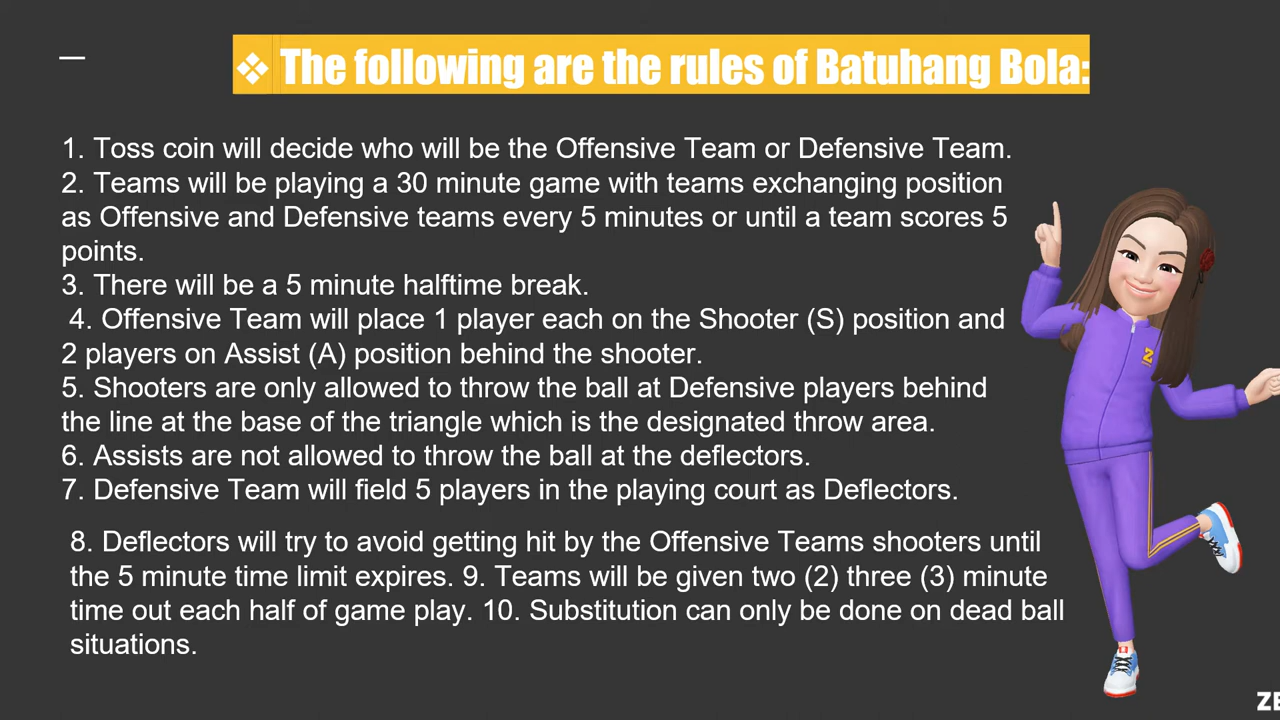 ❖ The following are the rules of Batuhang Bola:
1. Toss coin will decide who will be the Offensive Team or Defensive Team.
2. Teams will be playing a 30 minute game with teams exchanging position
as Offensive and Defensive teams every 5 minutes or until a team scores 5
points.
3. There will be a 5 minute halftime break.
4. Offensive Team will place 1 player each on the Shooter (S) position and
2 players on Assist (A) position behind the shooter.
5. Shooters are only allowed to throw the ball at Defensive players behind
the line at the base of the triangle which is the designated throw area.
6. Assists are not allowed to throw the ball at the deflectors.
7. Defensive Team will field 5 players in the playing court as Deflectors.
8. Deflectors will try to avoid getting hit by the Offensive Teams shooters until
the 5 minute time limit expires. 9. Teams will be given two (2) three (3) minute
time out each half of game play. 10. Substitution can only be done on dead ball
situations.